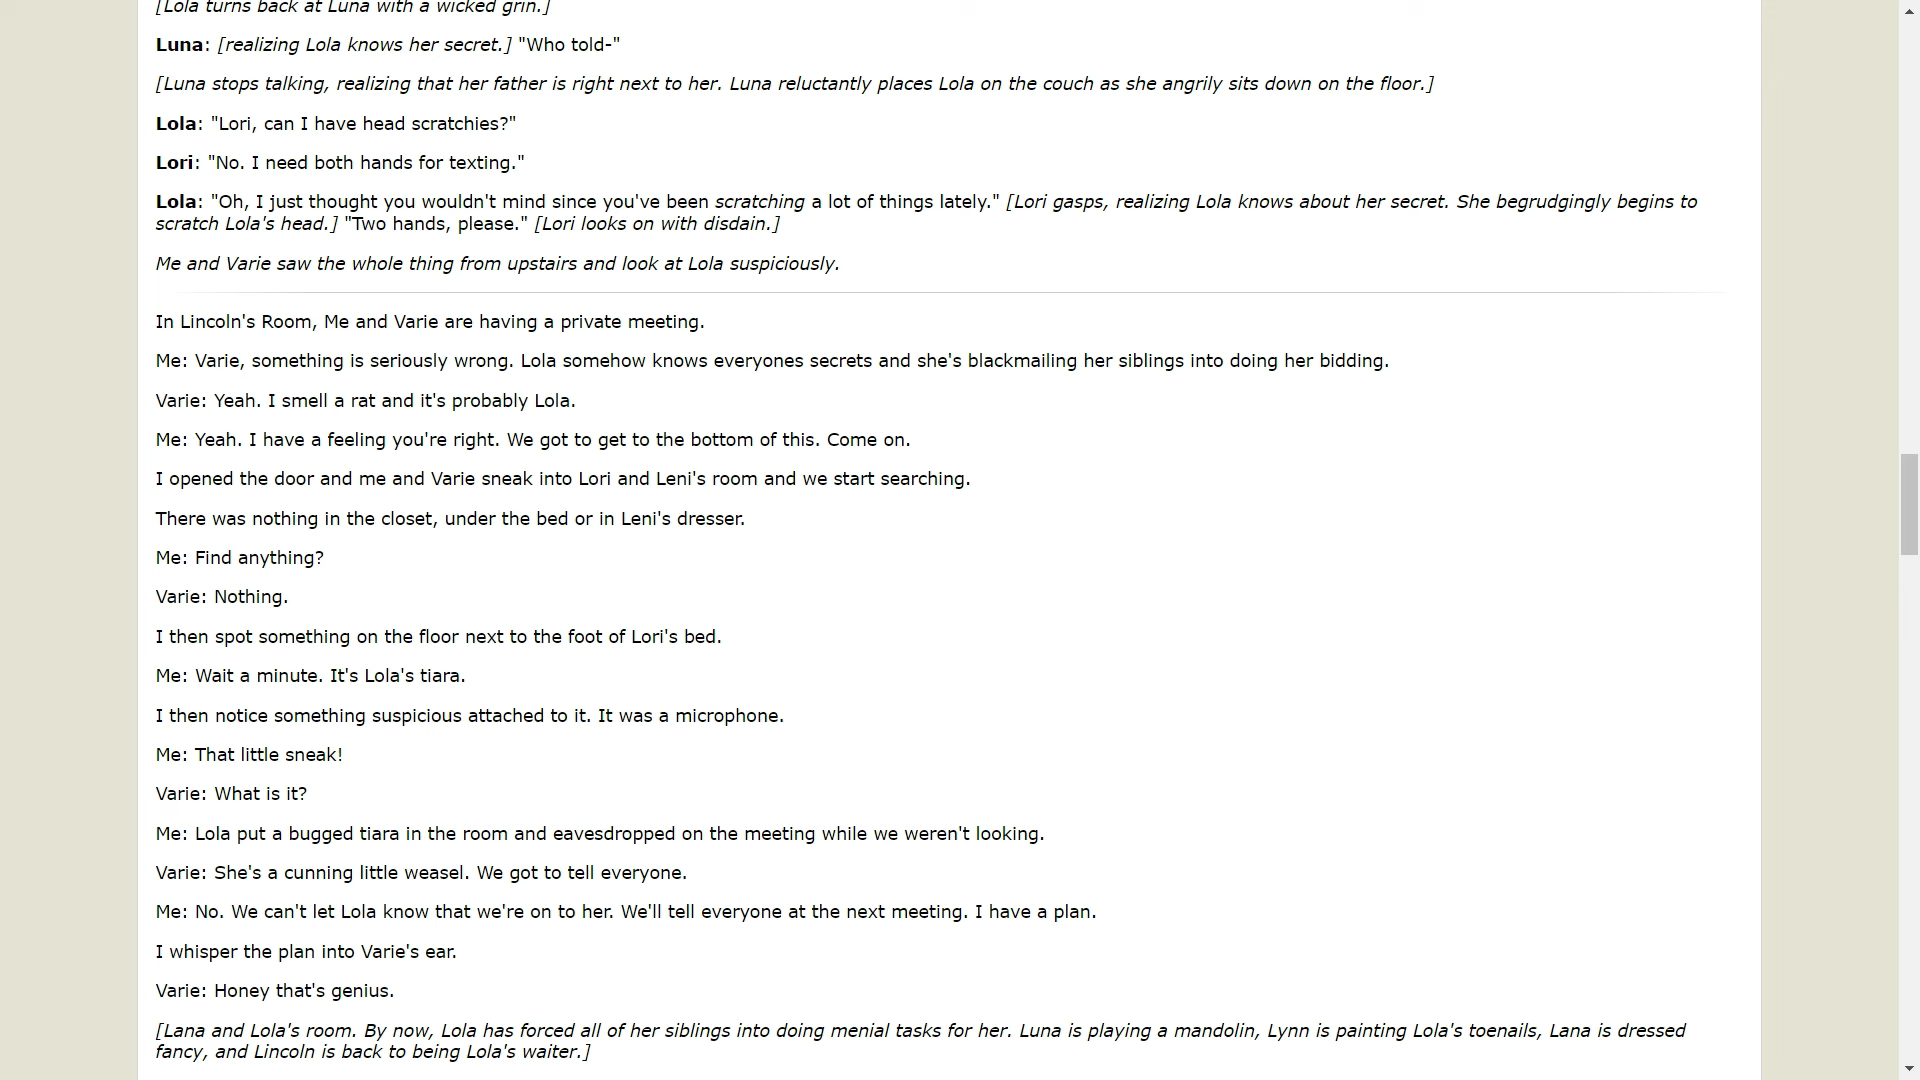 [Lola turns back at Luna with a wicked grin.]
Luna: [realizing Lola knows her secret.] "Who told-"
[Luna stops talking, realizing that her father is right next to her. Luna reluctantly places Lola on the couch as she angrily sits down on the floor.]
Lola: "Lori, can I have head scratchies?"
Lori: "No. I need both hands for texting."
Lola: "Oh, I just thought you wouldn't mind since you've been scratching a lot of things lately." [Lori gasps, realizing Lola knows about her secret. She begrudgingly begins to
scratch Lola's head.] "Two hands, please." [Lori looks on with disdain.]
Me and Varie saw the whole thing from upstairs and look at Lola suspiciously.
In Lincoln's Room, Me and Varie are having a private meeting.
Me: Varie, something is seriously wrong. Lola somehow knows everyones secrets and she's blackmailing her siblings into doing her bidding.
Varie: Yeah. I smell a rat and it's probably Lola.
Me: Yeah. I have a feeling you're right. We got to get to the bottom of this. Come on.
I opened the door and me and Varie sneak into Lori and Leni's room and we start searching.
There was nothing in the closet, under the bed or in Leni's dresser.
Me: Find anything?
Varie: Nothing.
I then spot something on the floor next to the foot of Lori's bed.
Me: Wait a minute. It's Lola's tiara.
I then notice something suspicious attached to it. It was a microphone.
Me: That little sneak!
Varie: What is it?
Me: Lola put a bugged tiara in the room and eavesdropped on the meeting while we weren't looking.
Varie: She's a cunning little weasel. We got to tell everyone.
Me: No. We can't let Lola know that we're on to her. We'll tell everyone at the next meeting. I have a plan.
I whisper the plan into Varie's ear.
Varie: Honey that's genius.
[Lana and Lola's room. By now, Lola has forced all of her siblings into doing menial tasks for her. Luna is playing a mandolin, Lynn is painting Lola's toenails, Lana is dressed
fancy, and Lincoln is back to being Lola's waiter.]